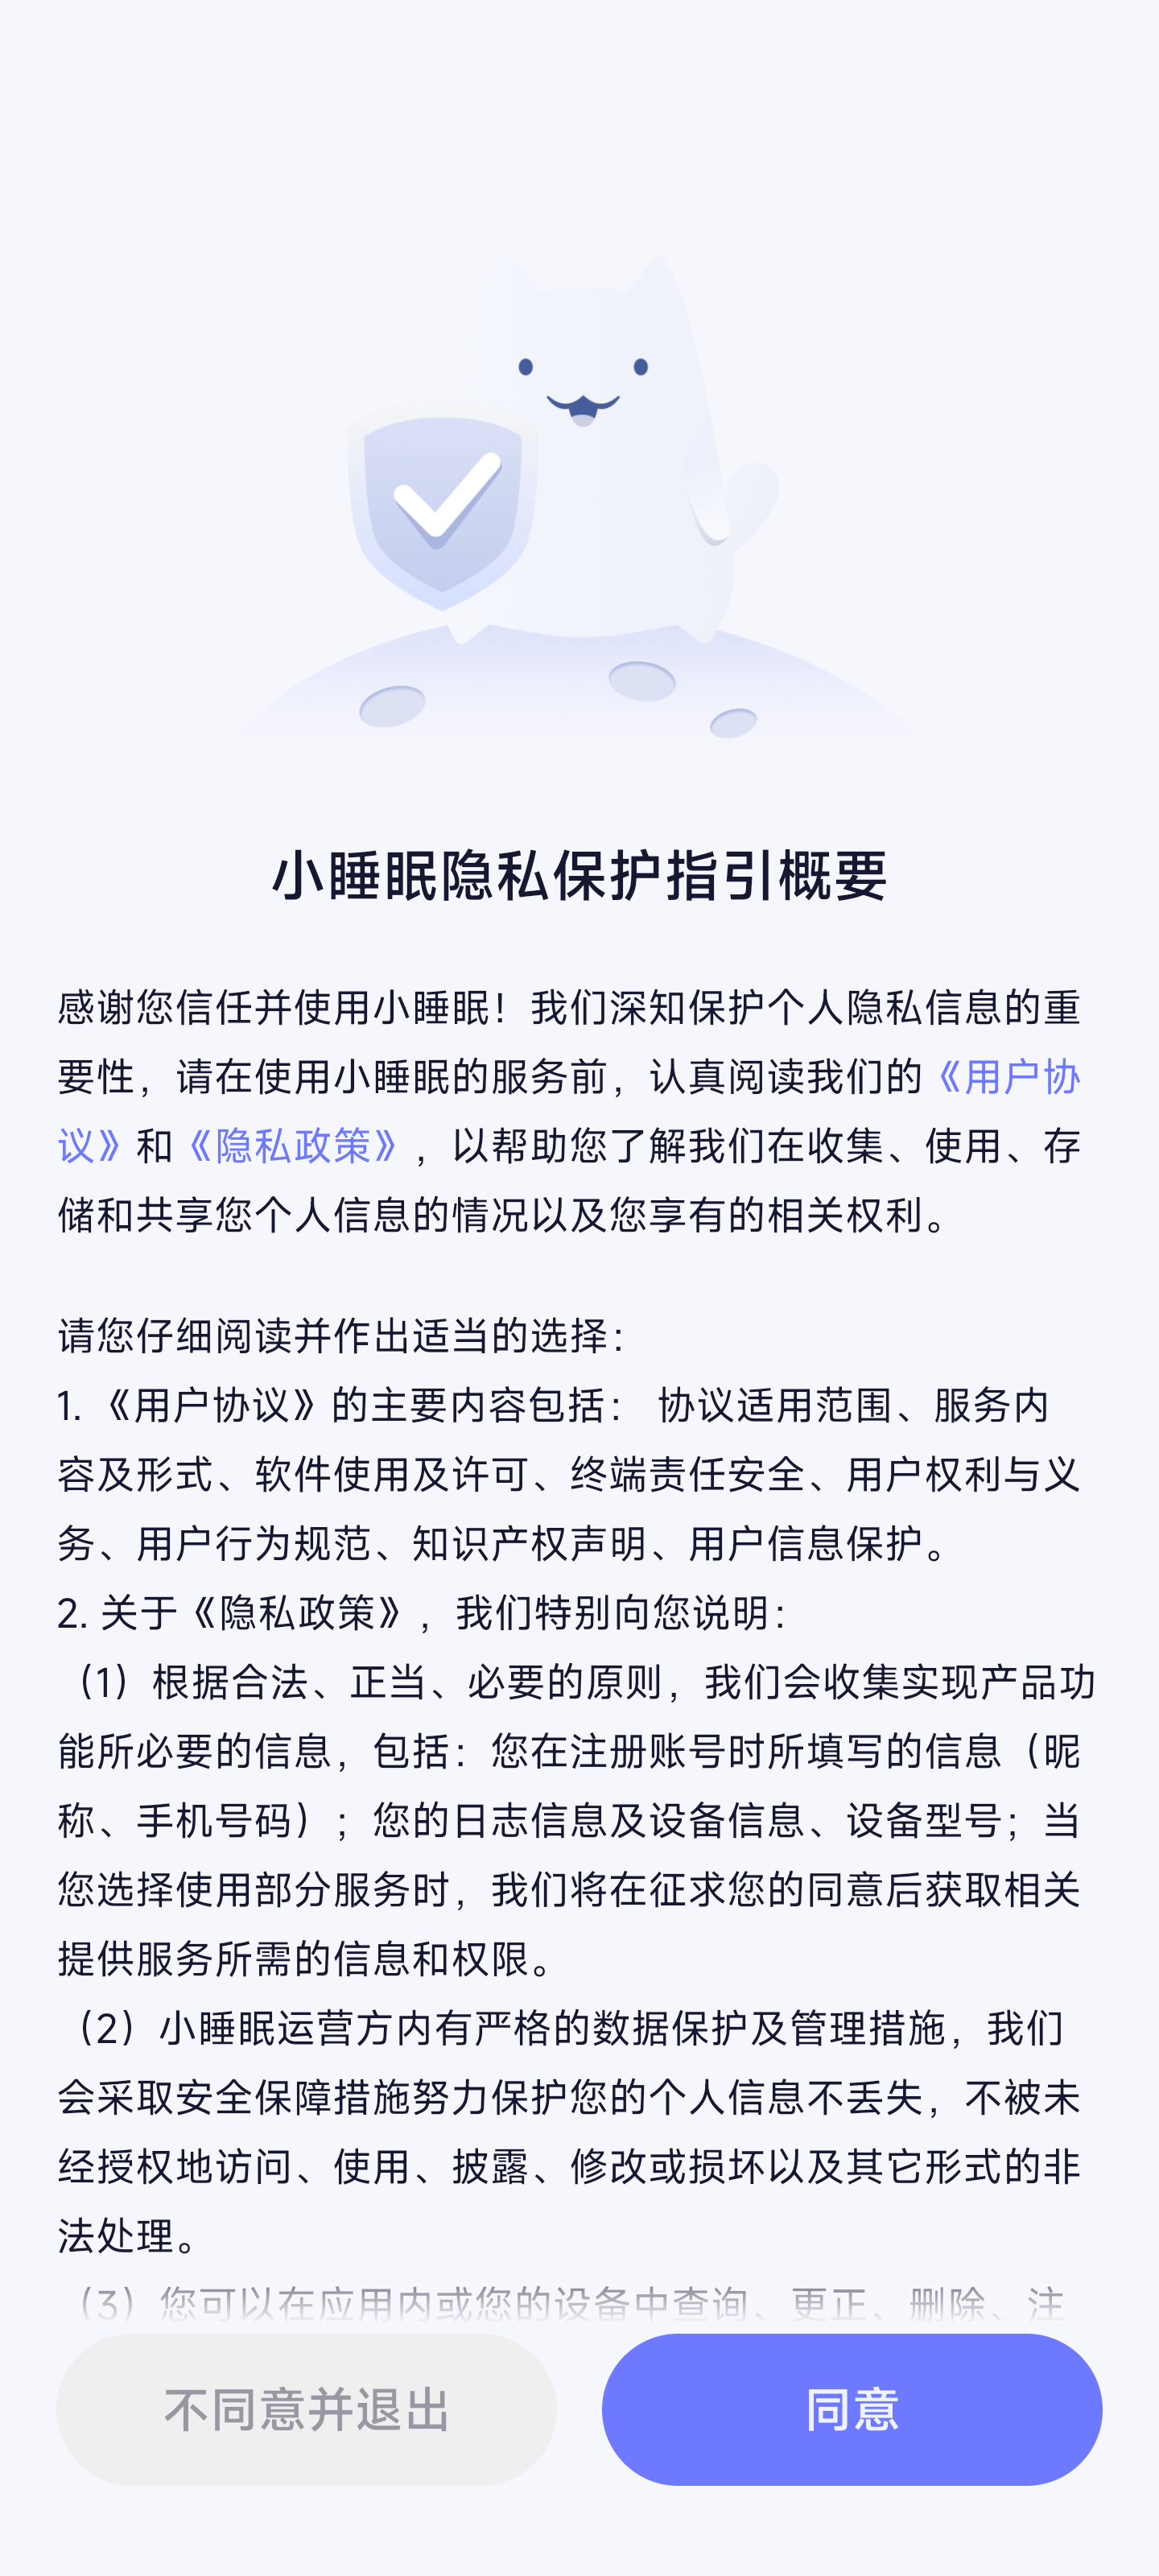 小睡眠隐私保护指引概要
感谢您信任并使用小睡眠！我们深知保护个人隐私信息的重
要性，请在使用小睡眠的服务前，认真阅读我们的《用户协
议》和《隐私政策》，以帮助您了解我们在收集、使用、存
储和共享您个人信息的情况以及您享有的相关权利。
请您仔细阅读并作出适当的选择：
1. 《用户协议》的主要内容包括： 协议适用范围、服务内
容及形式、软件使用及许可、终端责任安全、用户权利与义
务、用户行为规范、知识产权声明、用户信息保护。
2. 关于《隐私政策》，我们特别向您说明：
（1）根据合法、正当、必要的原则，我们会收集实现产品功
能所必要的信息，包括：您在注册账号时所填写的信息（昵
称、手机号码）；您的日志信息及设备信息、设备型号；当
您选择使用部分服务时，我们将在征求您的同意后获取相关
提供服务所需的信息和权限。
（2）小睡眠运营方内有严格的数据保护及管理措施，我们
会采取安全保障措施努力保护您的个人信息不丢失，不被未
经授权地访问、使用、披露、修改或损坏以及其它形式的非
法处理。
（3）您可以在应用内或您的设备中查询、更正、删除、注
不同意并退出
同意